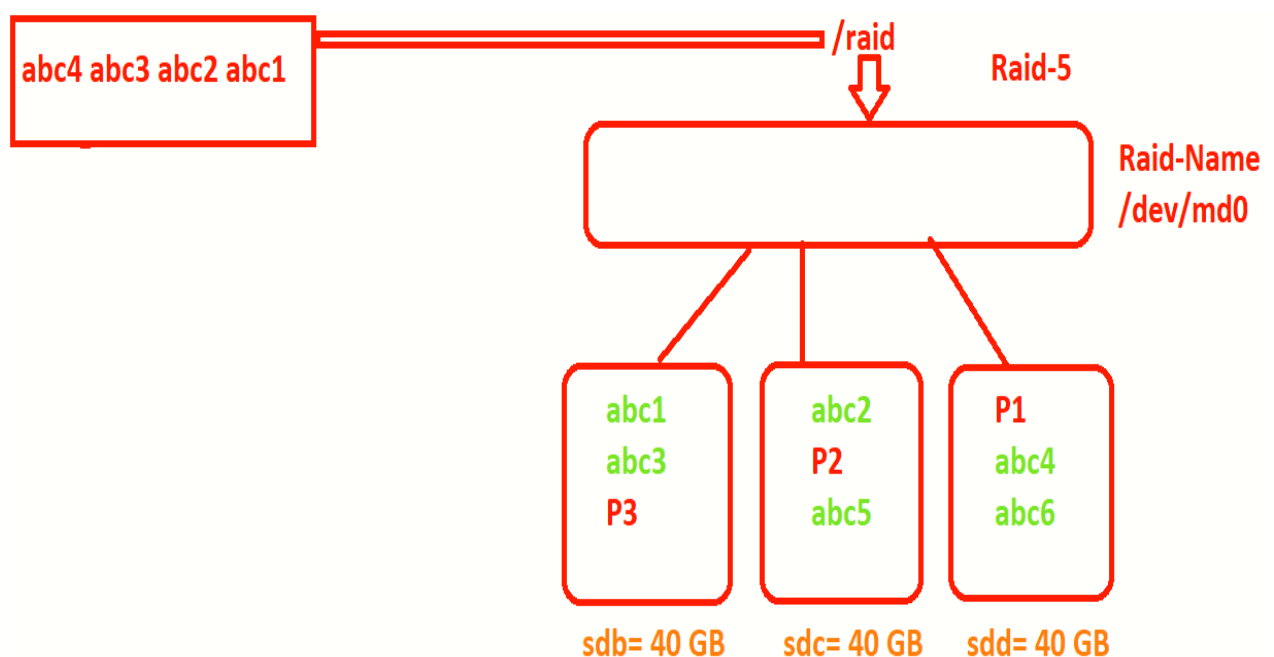 abc4 abc3 abc2 abc1
/raid
Raid-5
Raid-Name
/dev/md0
abc1
abc3
P3
abc2
P2
abc5
P1
abc4
abc6
sdb= 40 GB
sdc= 40 GB
sdd= 40 GB